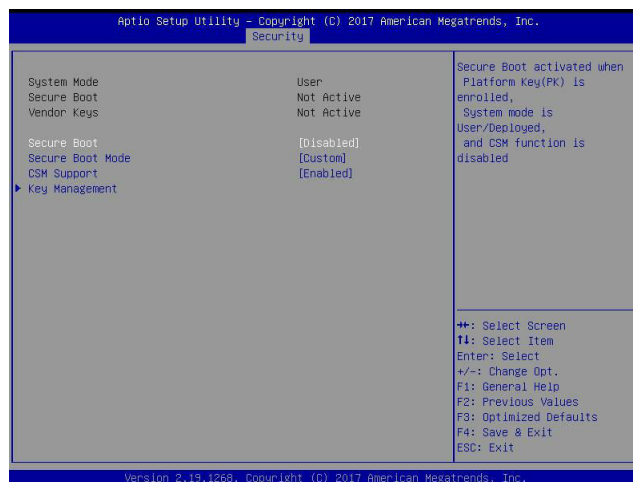 Aptio Setup Utility – Copyright (C) 2017 American Megatrends, Inc.
Security
System Mode User
Secure Boot Not Active
Vendor Keys Not Active
Secure Boot [Disabled]
Secure Boot Mode [Custom]
CSM Support [Enabled]
Key Management
Secure Boot activated when
Platform Key(PK) is
enrolled,
System mode is
User/Deployed,
and CSM function is
disabled
→←: Select Screen
↑↓: Select Item
Enter: Select
+/-: Change Opt.
F1: General Help
F2: Previous Values
F3: Optimized Defaults
F4: Save & Exit
ESC: Exit
Version 2.19.1268. Copyright (C) 2017 American Megatrends, Inc.